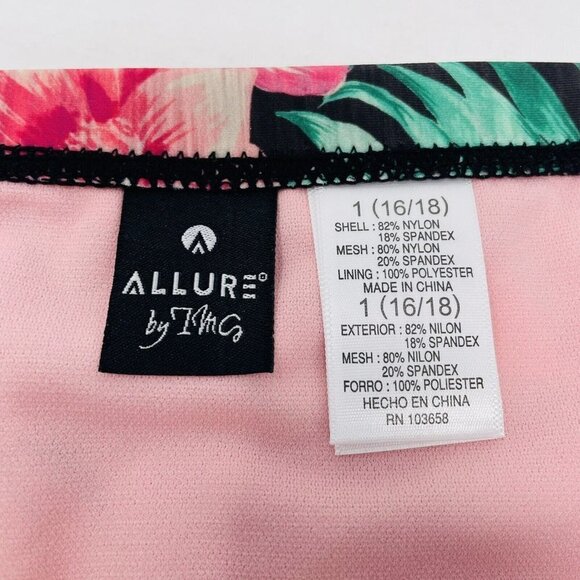 ALLURE
by TMG
1 (16/18)
SHELL : 82% NYLON
18% SPANDEX
MESH : 80% NYLON
20% SPANDEX
LINING : 100% POLYESTER
MADE IN CHINA
1 (16/18)
EXTERIOR : 82% NILON
18% SPANDEX
MESH : 80% NILON
20% SPANDEX
FORRO : 100% POLIESTER
HECHO EN CHINA
RN 103658